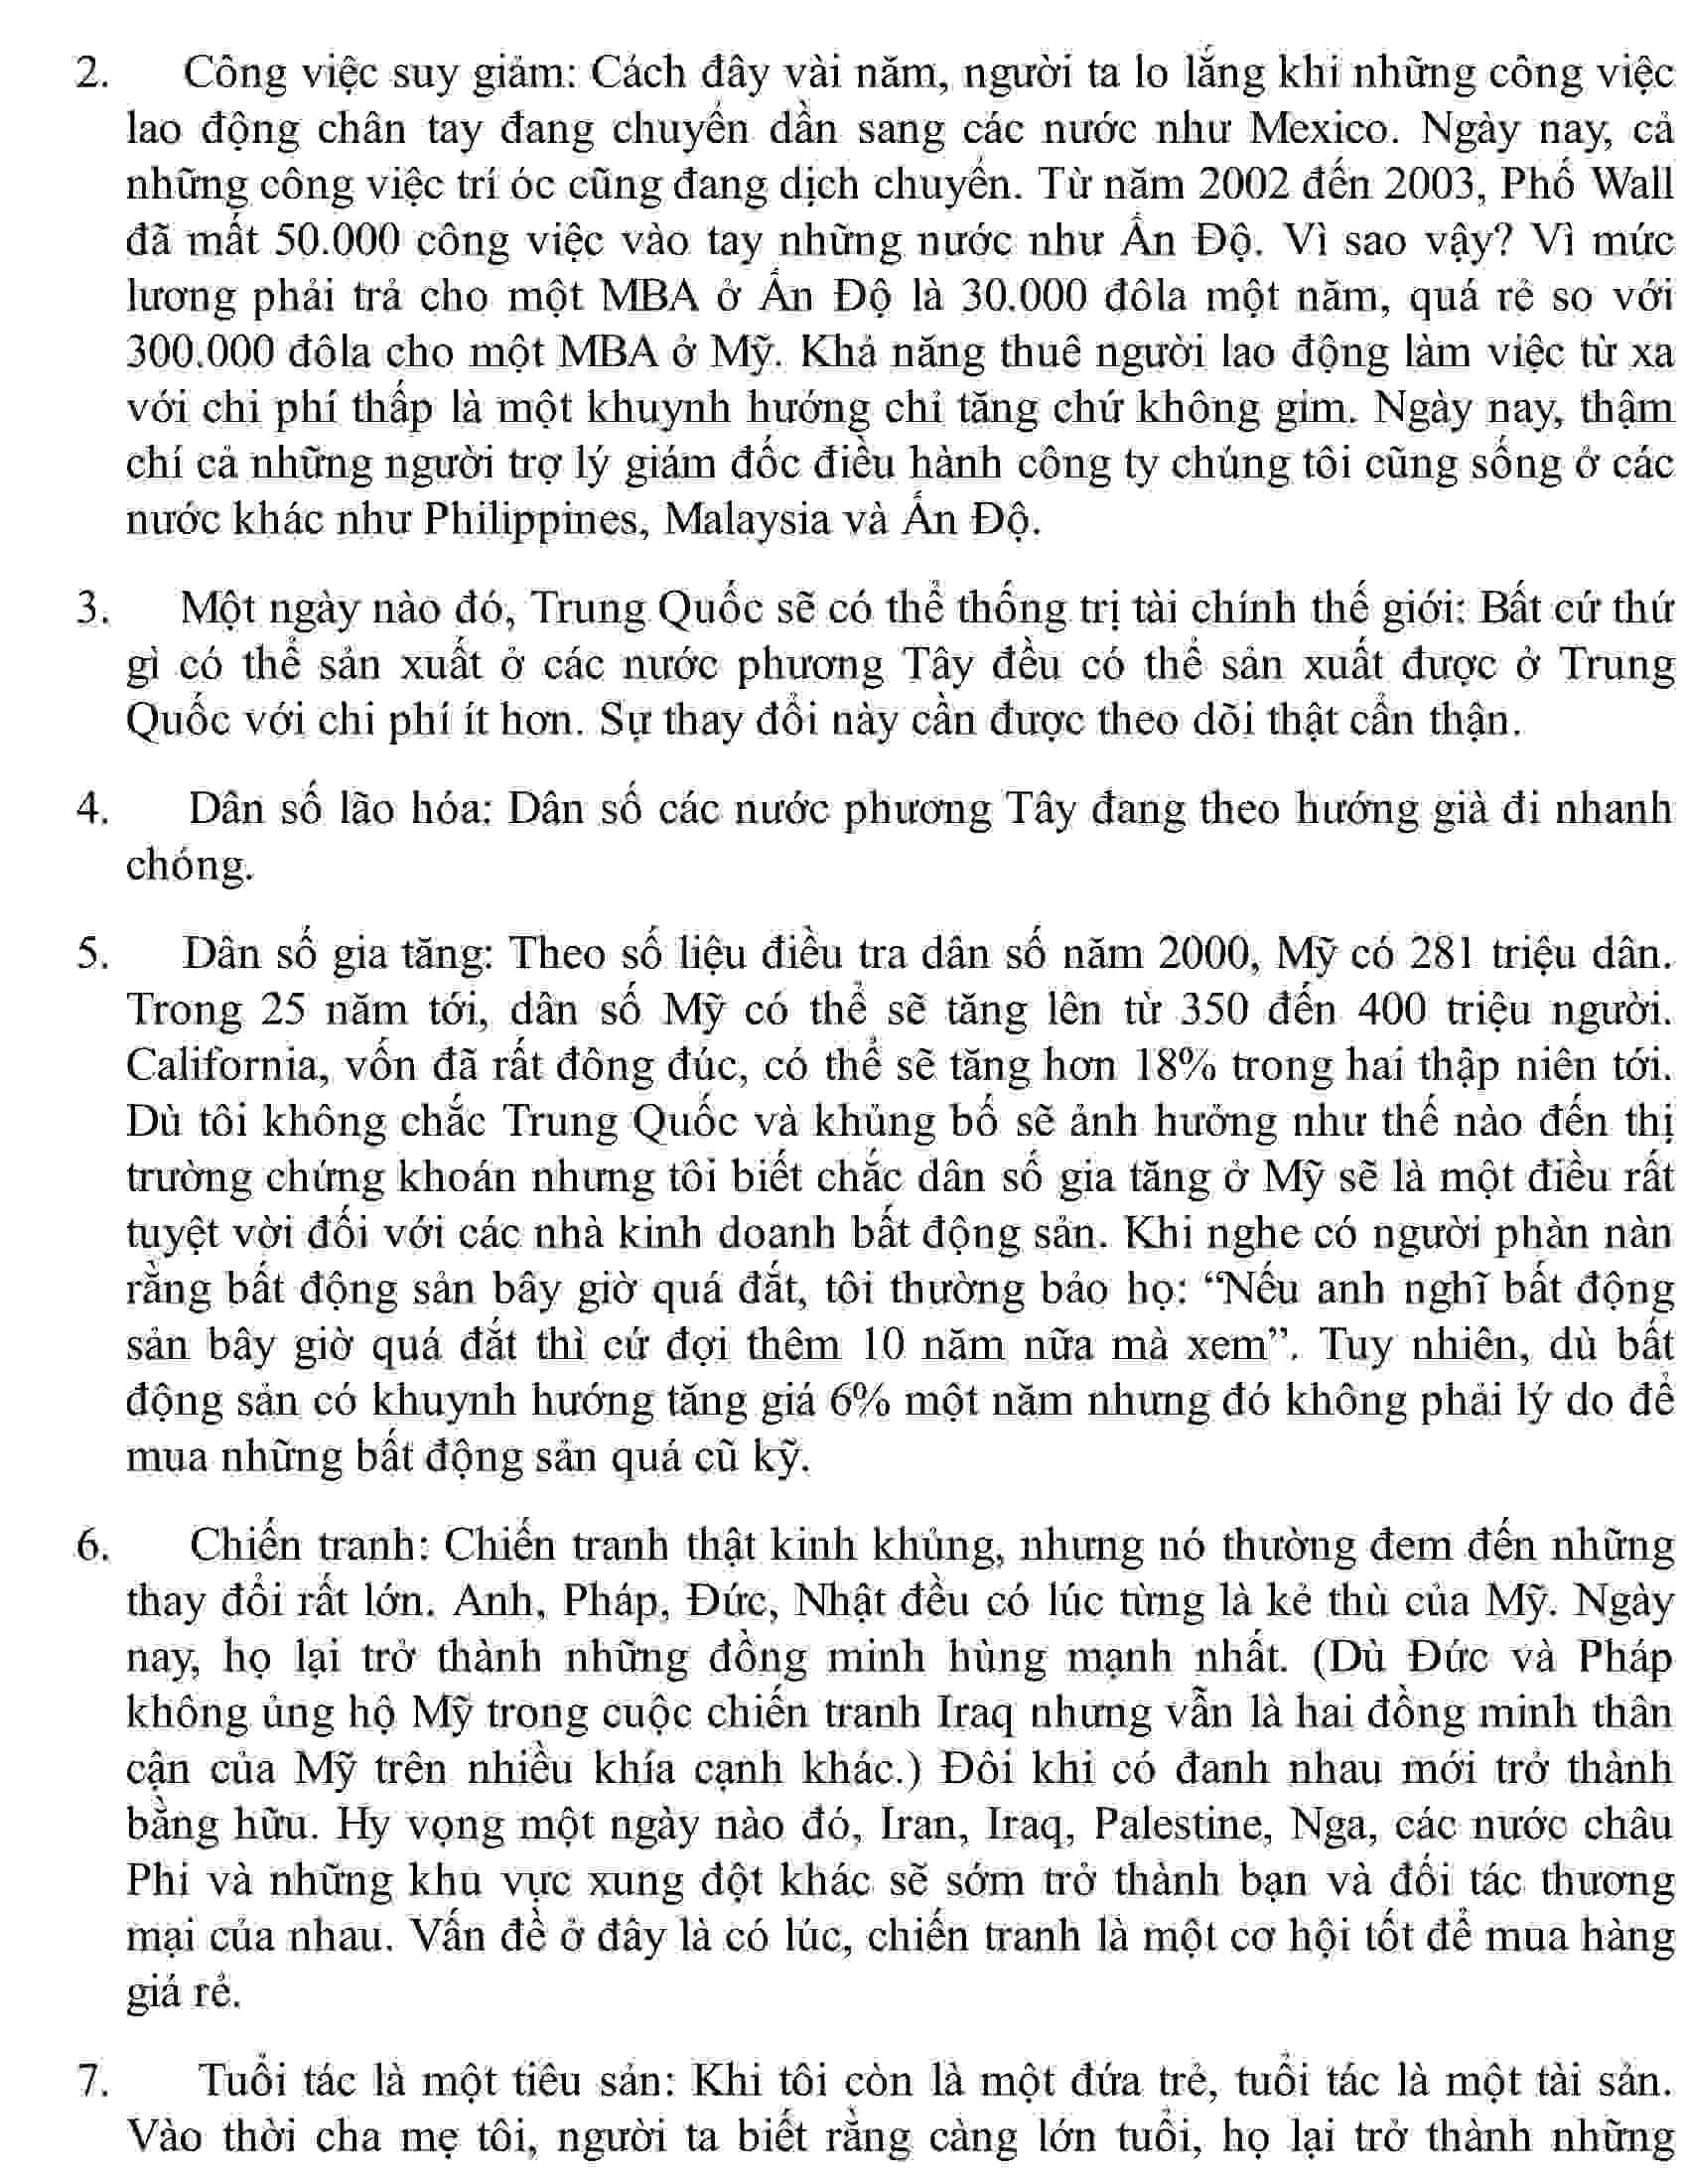 2. Công việc suy giảm: Cách đây vài năm, người ta lo lắng khi những công việc
lao động chân tay đang chuyển dần sang các nước như Mexico. Ngày nay, cả
những công việc trí óc cũng đang dịch chuyển. Từ năm 2002 đến 2003, Phố Wall
đã mất 50.000 công việc vào tay những nước như Ấn Độ. Vì sao vậy? Vì mức
lương phải trả cho một MBA ở Ấn Độ là 30.000 đôla một năm, quá rẻ so với
300.000 đôla cho một MBA ở Mỹ. Khả năng thuê người lao động làm việc từ xa
với chi phí thấp là một khuynh hướng chỉ tăng chứ không gim. Ngày nay, thậm
chí cả những người trợ lý giám đốc điều hành công ty chúng tôi cũng sống ở các
nước khác như Philippines, Malaysia và Ấn Độ.
3. Một ngày nào đó, Trung Quốc sẽ có thể thống trị tài chính thế giới: Bất cứ thứ
gì có thể sản xuất ở các nước phương Tây đều có thể sản xuất được ở Trung
Quốc với chi phí ít hơn. Sự thay đổi này cần được theo dõi thật cẩn thận.
4. Dân số lão hóa: Dân số các nước phương Tây đang theo hướng già đi nhanh
chóng.
5. Dân số gia tăng: Theo số liệu điều tra dân số năm 2000, Mỹ có 281 triệu dân.
Trong 25 năm tới, dân số Mỹ có thể sẽ tăng lên từ 350 đến 400 triệu người.
California, vốn đã rất đông đúc, có thể sẽ tăng hơn 18% trong hai thập niên tới.
Dù tôi không chắc Trung Quốc và khủng bố sẽ ảnh hưởng như thế nào đến thị
trường chứng khoán nhưng tôi biết chắc dân số gia tăng ở Mỹ sẽ là một điều rất
tuyệt vời đối với các nhà kinh doanh bất động sản. Khi nghe có người phàn nàn
rằng bất động sản bây giờ quá đắt, tôi thường bảo họ: “Nếu anh nghĩ bất động
sản bây giờ quá đắt thì cứ đợi thêm 10 năm nữa mà xem”. Tuy nhiên, dù bất
động sản có khuynh hướng tăng giá 6% một năm nhưng đó không phải lý do để
mua những bất động sản quá cũ kỹ.
6. Chiến tranh: Chiến tranh thật kinh khủng, nhưng nó thường đem đến những
thay đổi rất lớn. Anh, Pháp, Đức, Nhật đều có lúc từng là kẻ thù của Mỹ. Ngày
nay, họ lại trở thành những đồng minh hùng mạnh nhất. (Dù Đức và Pháp
không ủng hộ Mỹ trong cuộc chiến tranh Iraq nhưng vẫn là hai đồng minh thân
cận của Mỹ trên nhiều khía cạnh khác.) Đôi khi có đanh nhau mới trở thành
bằng hữu. Hy vọng một ngày nào đó, Iran, Iraq, Palestine, Nga, các nước châu
Phi và những khu vực xung đột khác sẽ sớm trở thành bạn và đối tác thương
mại của nhau. Vấn đề ở đây là có lúc, chiến tranh là một cơ hội tốt để mua hàng
giá rẻ.
7. Tuổi tác là một tiêu sản: Khi tôi còn là một đứa trẻ, tuổi tác là một tài sản.
Vào thời cha mẹ tôi, người ta biết rằng càng lớn tuổi, họ lại trở thành những